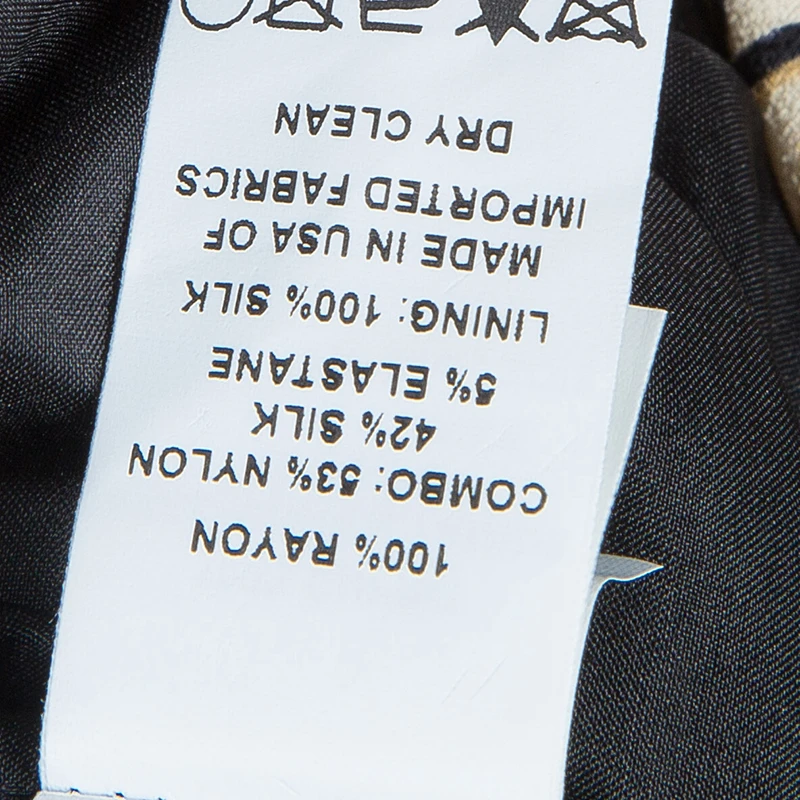 100% RAYON
COMBO: 53% NYLON
42% SILK
5% ELASTANE
LINING: 100% SILK
MADE IN USA OF
IMPORTED FABRICS
DRY CLEAN